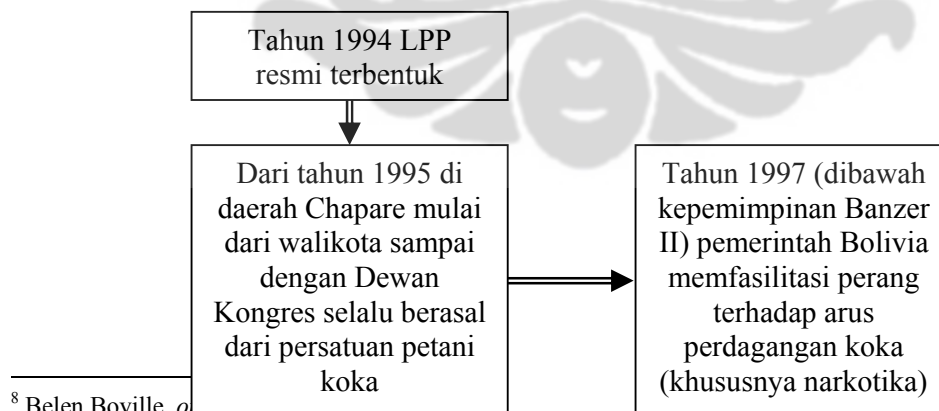 Tahun 1994 LPP
resmi terbentuk
Dari tahun 1995 di
daerah Chapare mulai
dari walikota sampai
dengan Dewan
Kongres selalu berasal
dari persatuan petani
koka
Tahun 1997 (dibawah
kepemimpinan Banzer
II) pemerintah Bolivia
memfasilitasi perang
terhadap arus
perdagangan koka
(khususnya narkotika)
8 Belen Boville,